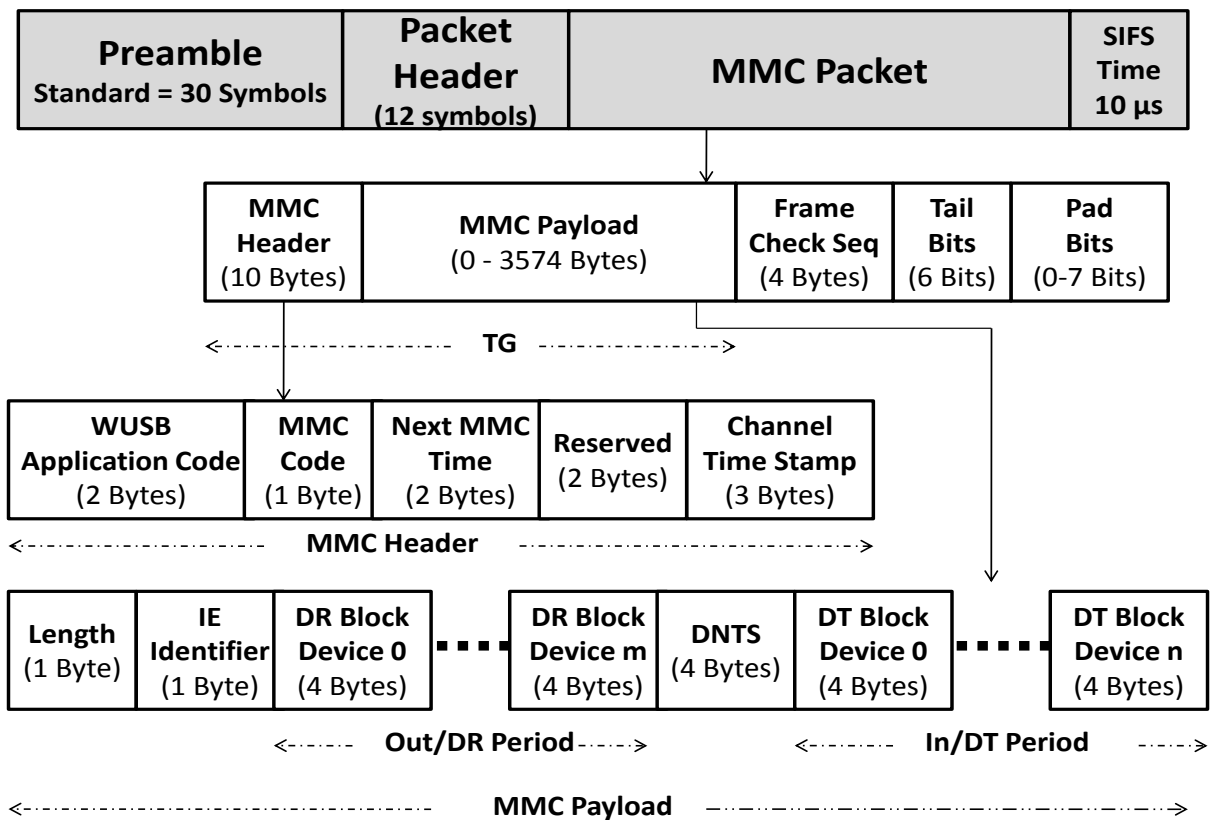 Preamble
Standard = 30 Symbols
Packet
Header
(12 symbols)
MMC Packet
SIFS
Time
10 µs
MMC
Header
(10 Bytes)
MMC Payload
(0 - 3574 Bytes)
Frame
Check Seq
(4 Bytes)
Tail
Bits
(6 Bits)
Pad
Bits
(0-7 Bits)
TG
WUSB
Application Code
(2 Bytes)
MMC
Code
(1 Byte)
Next MMC
Time
(2 Bytes)
Reserved
(2 Bytes)
Channel
Time Stamp
(3 Bytes)
MMC Header
Length
(1 Byte)
IE
Identifier
(1 Byte)
DR Block
Device 0
(4 Bytes)
DR Block
Device m
(4 Bytes)
DNTS
(4 Bytes)
DT Block
Device 0
(4 Bytes)
DT Block
Device n
(4 Bytes)
Out/DR Period
In/DT Period
MMC Payload